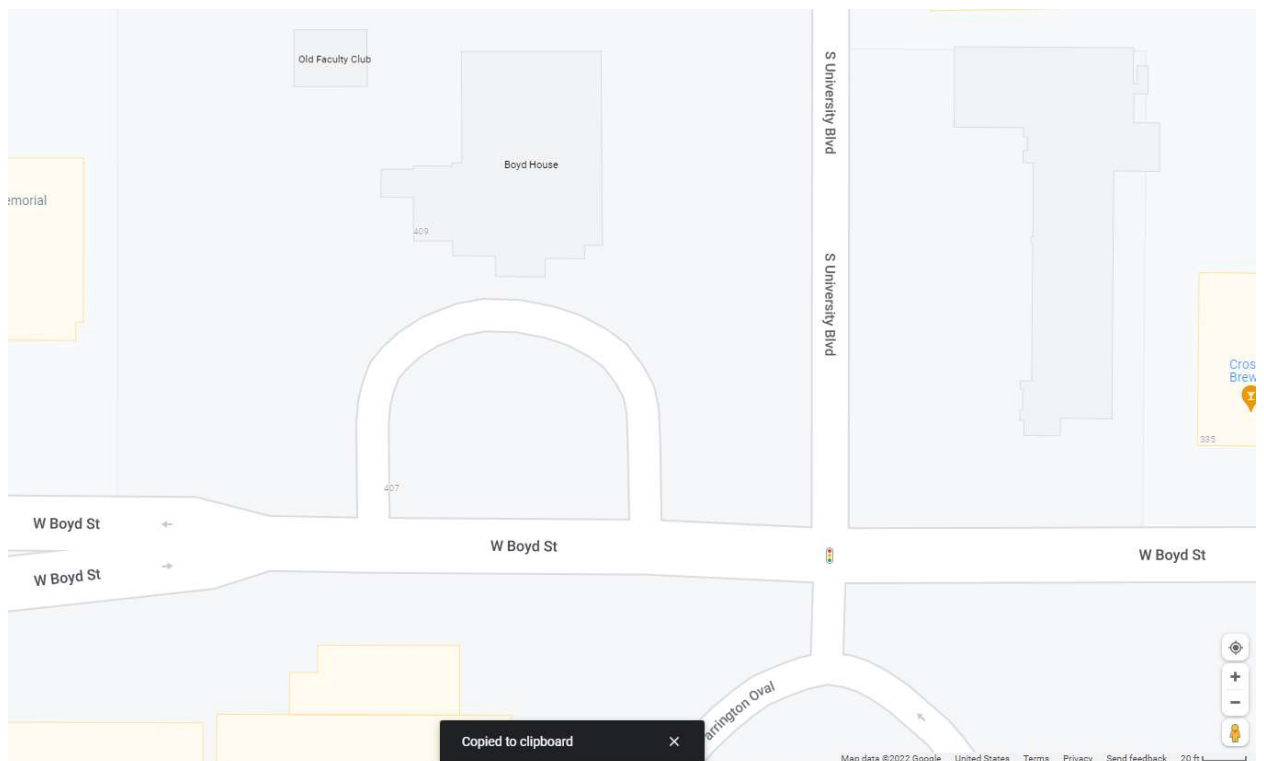 Old Faculty Club
S University Blvd
Boyd House
emorial
409
S University Blvd
Cros
Brew
335
407
W Boyd St
W Boyd St
W Boyd St
W Boyd St
arrington Oval
Copied to clipboard
Map data ©2022 Google United States Terms Privacy Send feedback 20 ft